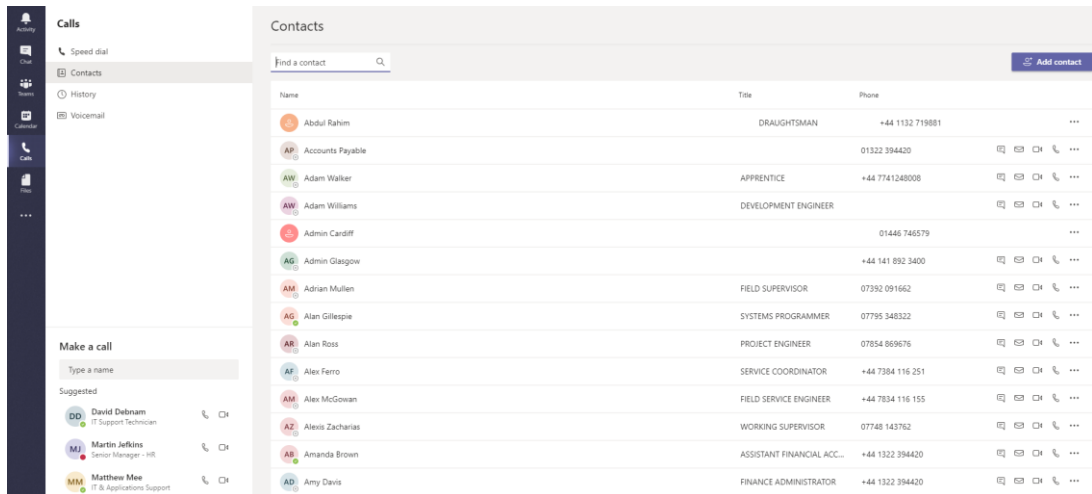 Activity
Chat
Teams
Calendar
Calls
Files
Calls
Speed dial
Contacts
History
Voicemail
Make a call
Type a name
Suggested
DD David Debnam
IT Support Technician
MJ Martin Jefkins
Senior Manager - HR
MM Matthew Mee
IT & Applications Support
Contacts
Find a contact
Add contact
Name Title Phone
Abdul Rahim DRAUGHTSMAN +44 1132 719881
AP Accounts Payable 01322 394420
AW Adam Walker APPRENTICE +44 7741248008
AW Adam Williams DEVELOPMENT ENGINEER
Admin Cardiff 01446 746579
AG Admin Glasgow +44 141 892 3400
AM Adrian Mullen FIELD SUPERVISOR 07392 091662
AG Alan Gillespie SYSTEMS PROGRAMMER 07795 348322
AR Alan Ross PROJECT ENGINEER 07854 869676
AF Alex Ferro SERVICE COORDINATOR +44 7384 116 251
AM Alex McGowan FIELD SERVICE ENGINEER +44 7834 116 155
AZ Alexis Zacharias WORKING SUPERVISOR 07748 143762
AB Amanda Brown ASSISTANT FINANCIAL ACC... +44 1322 394420
AD Amy Davis FINANCE ADMINISTRATOR +44 1322 394420